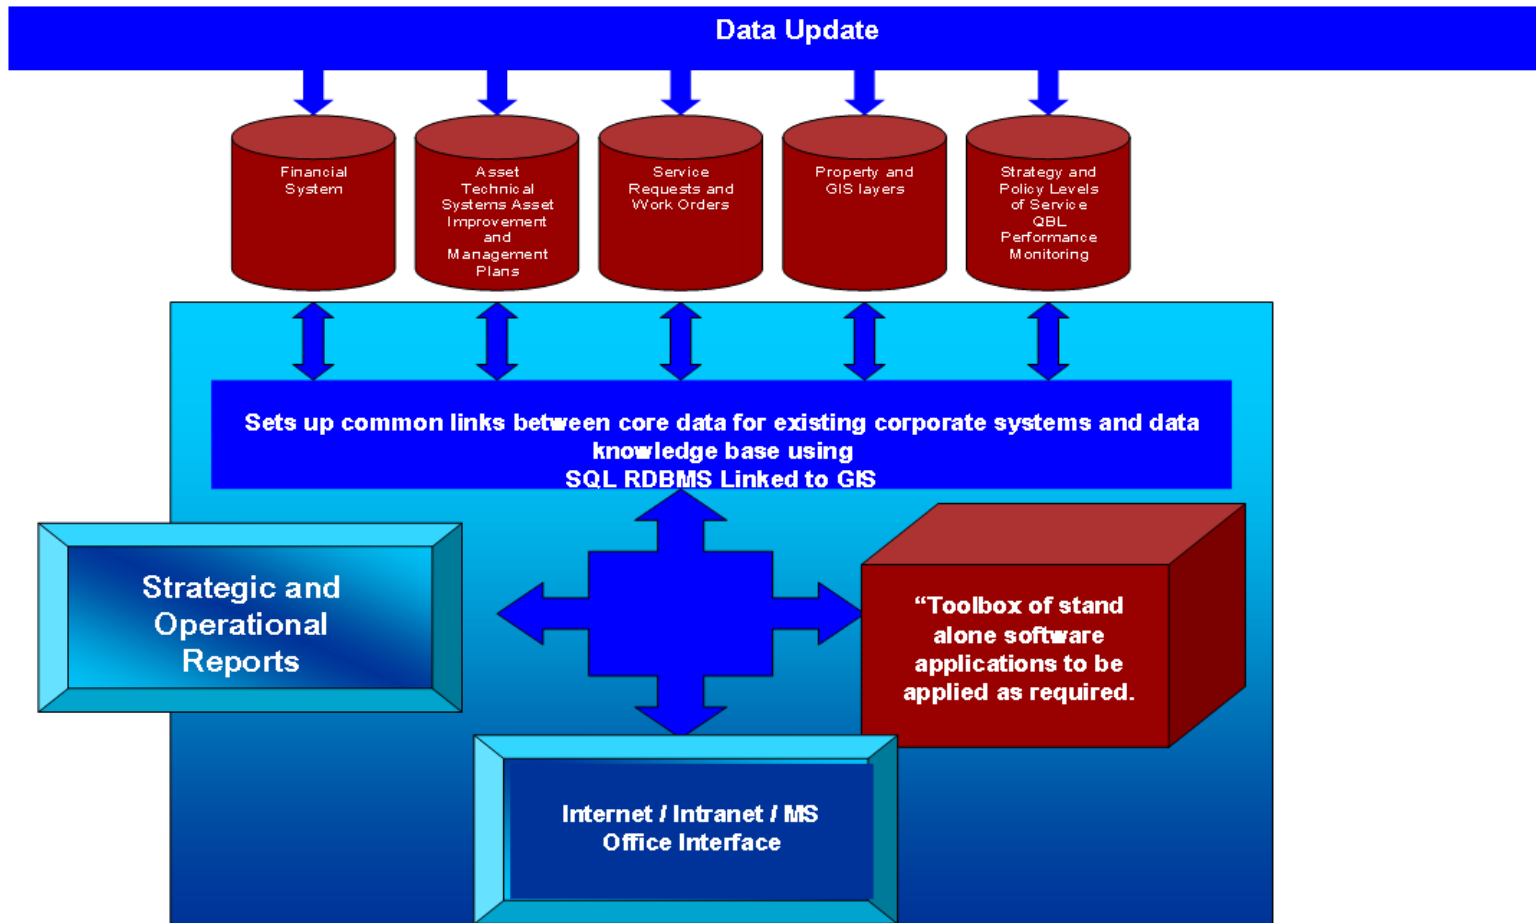 Data Update
Financial
System
Asset
Technical
Systems Asset
Improvement
and
Management
Plans
Service
Requests and
Work Orders
Property and
GIS layers
Strategy and
Policy Levels
of Service
QBL
Performance
Monitoring
Sets up common links between core data for existing corporate systems and data
knowledge base using
SQL RDBMS Linked to GIS
Strategic and
Operational
Reports
“Toolbox of stand
alone software
applications to be
applied as required.
Internet / Intranet / MS
Office Interface